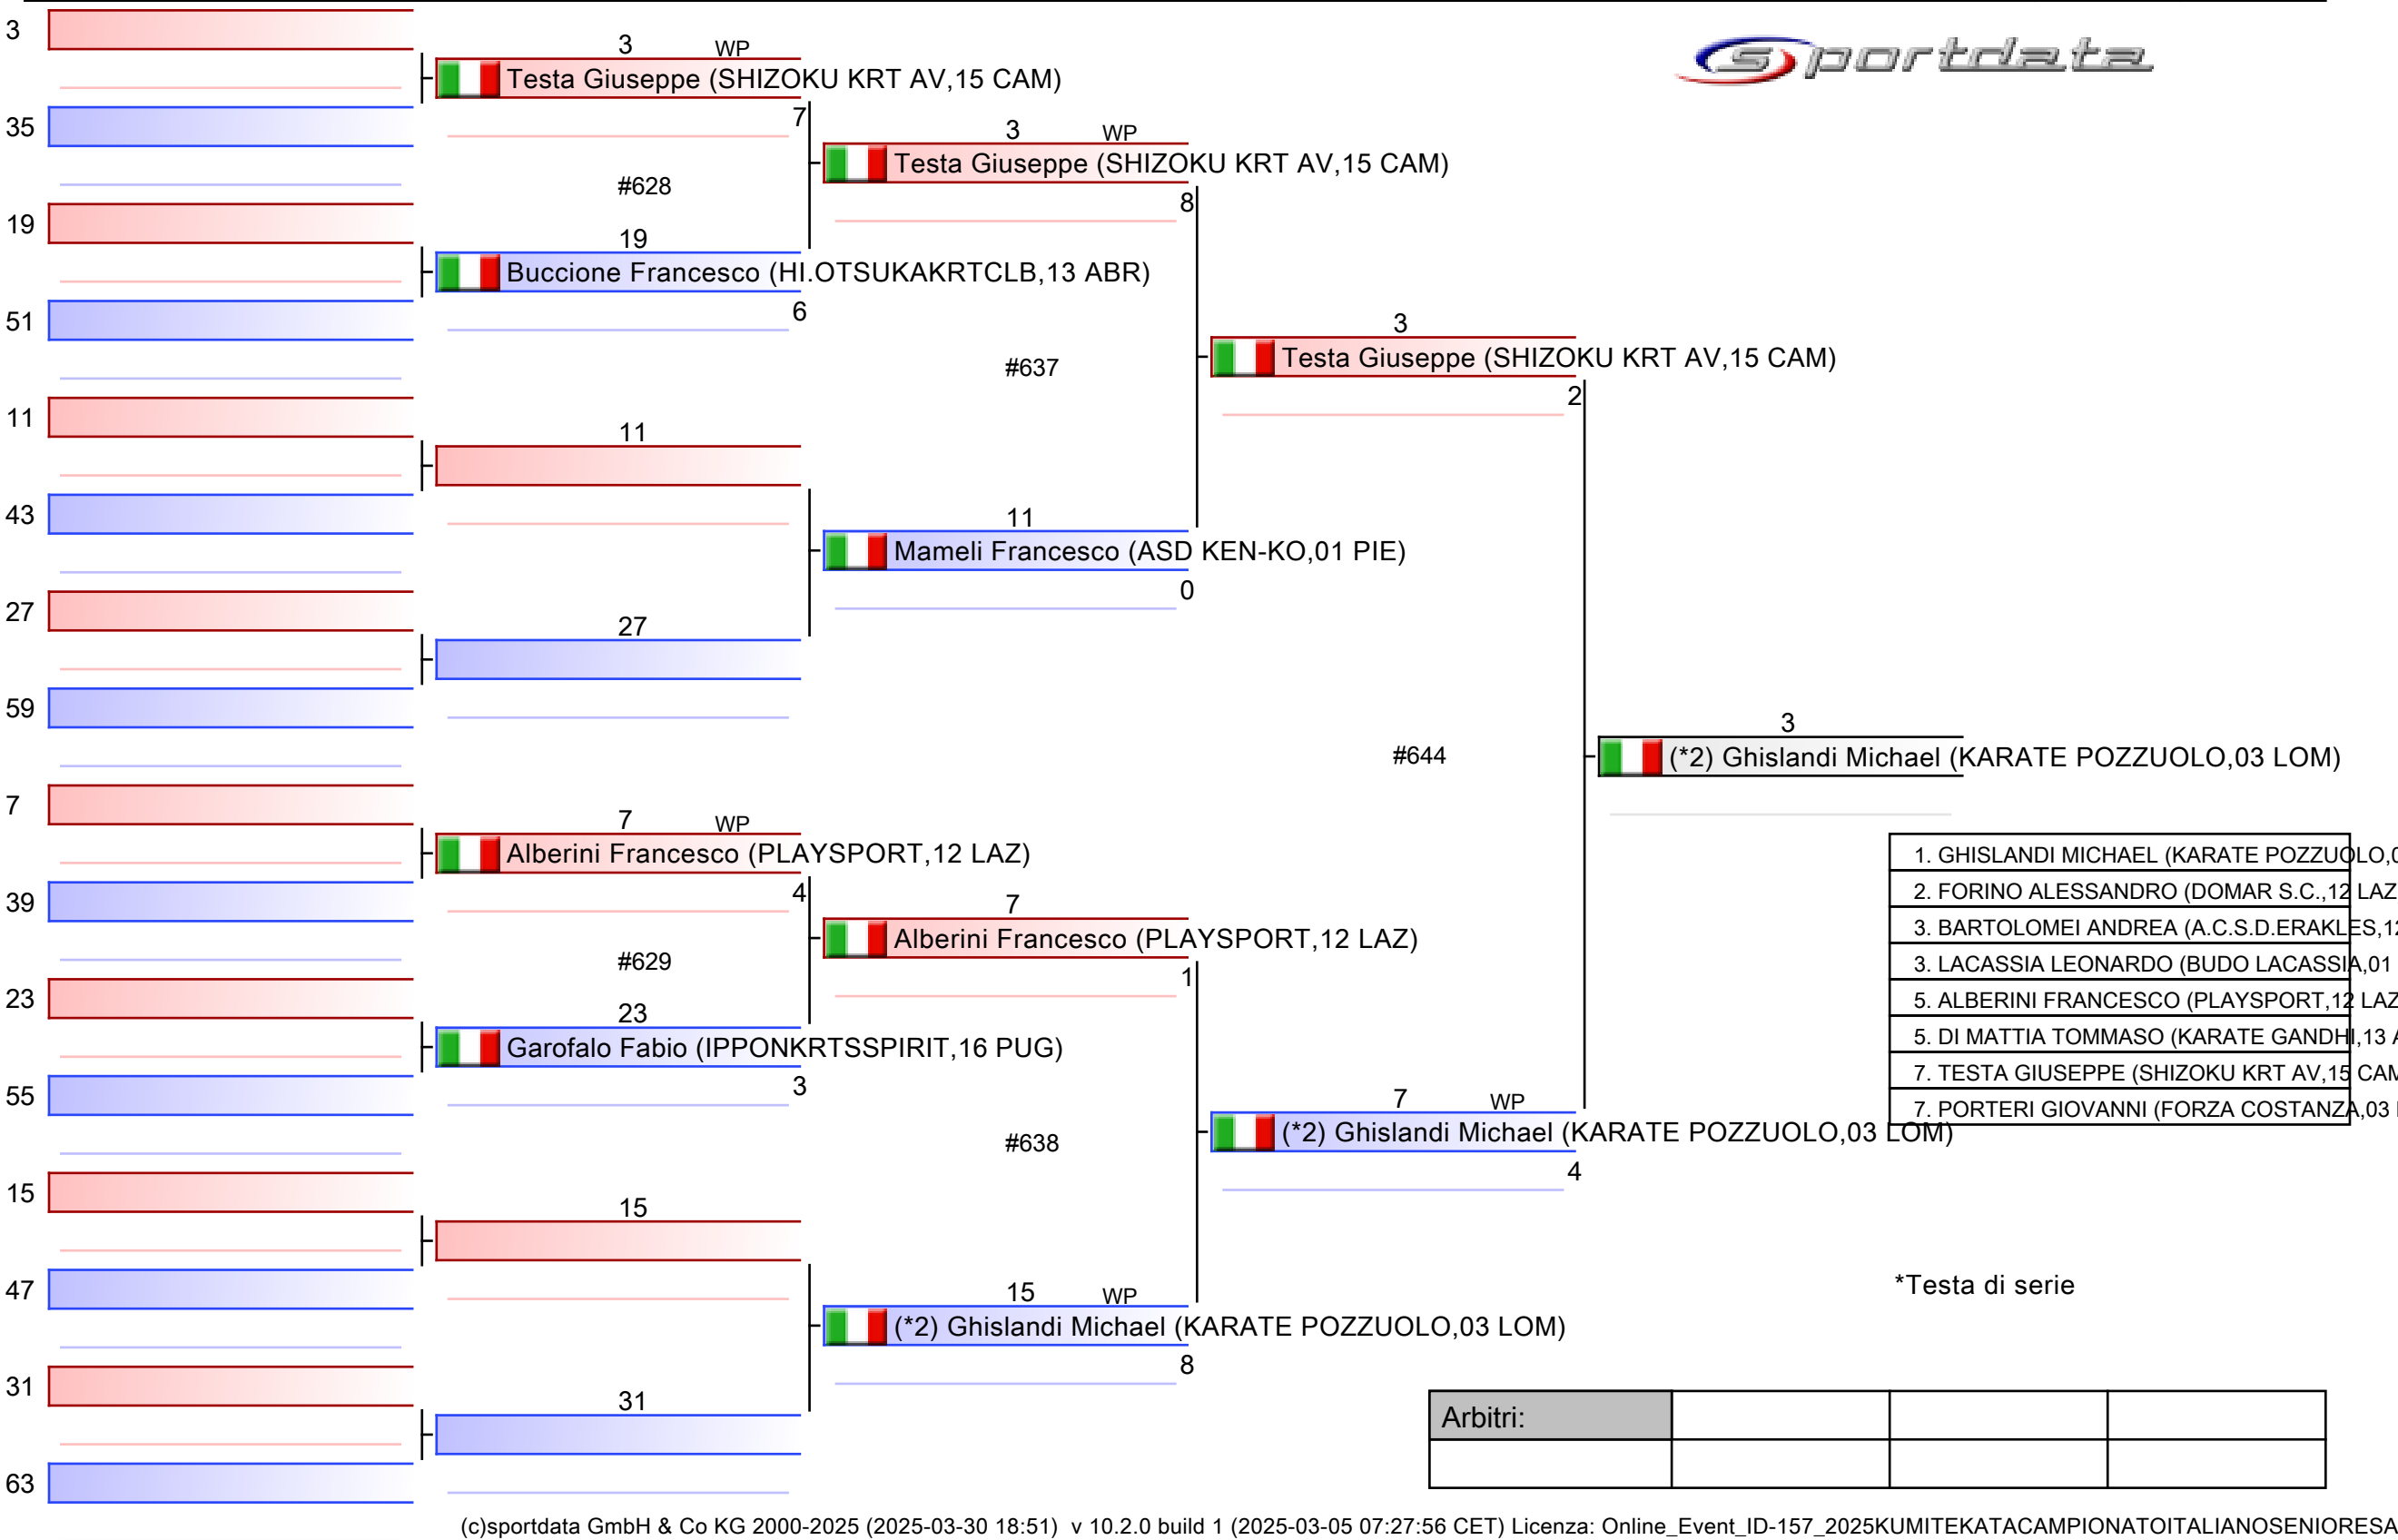 3
35
19
51
11
43
27
59
7
39
23
55
15
47
31
63
3 WP
Testa Giuseppe (SHIZOKU KRT AV,15 CAM)
7
#628
19
Buccione Francesco (HI.OTSUKAKRTCLB,13 ABR)
6
11
27
7 WP
Alberini Francesco (PLAYSPORT,12 LAZ)
4
#629
23
Garofalo Fabio (IPPONKRTSSPIRIT,16 PUG)
3
15
31
3 WP
Testa Giuseppe (SHIZOKU KRT AV,15 CAM)
8
#637
11
Mameli Francesco (ASD KEN-KO,01 PIE)
0
7
Alberini Francesco (PLAYSPORT,12 LAZ)
1
#638
15 WP
(*2) Ghislandi Michael (KARATE POZZUOLO,03 LOM)
8
3
Testa Giuseppe (SHIZOKU KRT AV,15 CAM)
2
#644
7 WP
(*2) Ghislandi Michael (KARATE POZZUOLO,03 LOM)
4
sportdata
3
(*2) Ghislandi Michael (KARATE POZZUOLO,03 LOM)
1. GHISLANDI MICHAEL (KARATE POZZUOLO,0
2. FORINO ALESSANDRO (DOMAR S.C.,12 LAZ
3. BARTOLOMEI ANDREA (A.C.S.D.ERAKLES,12
3. LACASSIA LEONARDO (BUDO LACASSIA,01
5. ALBERINI FRANCESCO (PLAYSPORT,12 LAZ
5. DI MATTIA TOMMASO (KARATE GANDHI,13 A
7. TESTA GIUSEPPE (SHIZOKU KRT AV,15 CAM
7. PORTERI GIOVANNI (FORZA COSTANZA,03
*Testa di serie
Arbitri:
(c)sportdata GmbH & Co KG 2000-2025 (2025-03-30 18:51) v 10.2.0 build 1 (2025-03-05 07:27:56 CET) Licenza: Online_Event_ID-157_2025KUMITEKATACAMPIONATOITALIANOSENIORESA